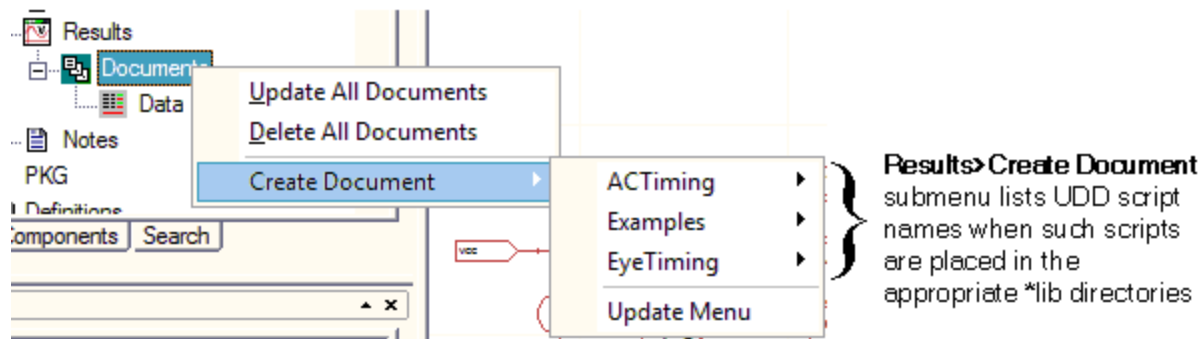 Results
Documents
Data
Notes
PKG
Definitions
Components
Search
Update All Documents
Delete All Documents
Create Document
ACTiming
Examples
EyeTiming
Update Menu
VCC
Results>Create Document
submenu lists UDD script
names when such scripts
are placed in the
appropriate *lib directories